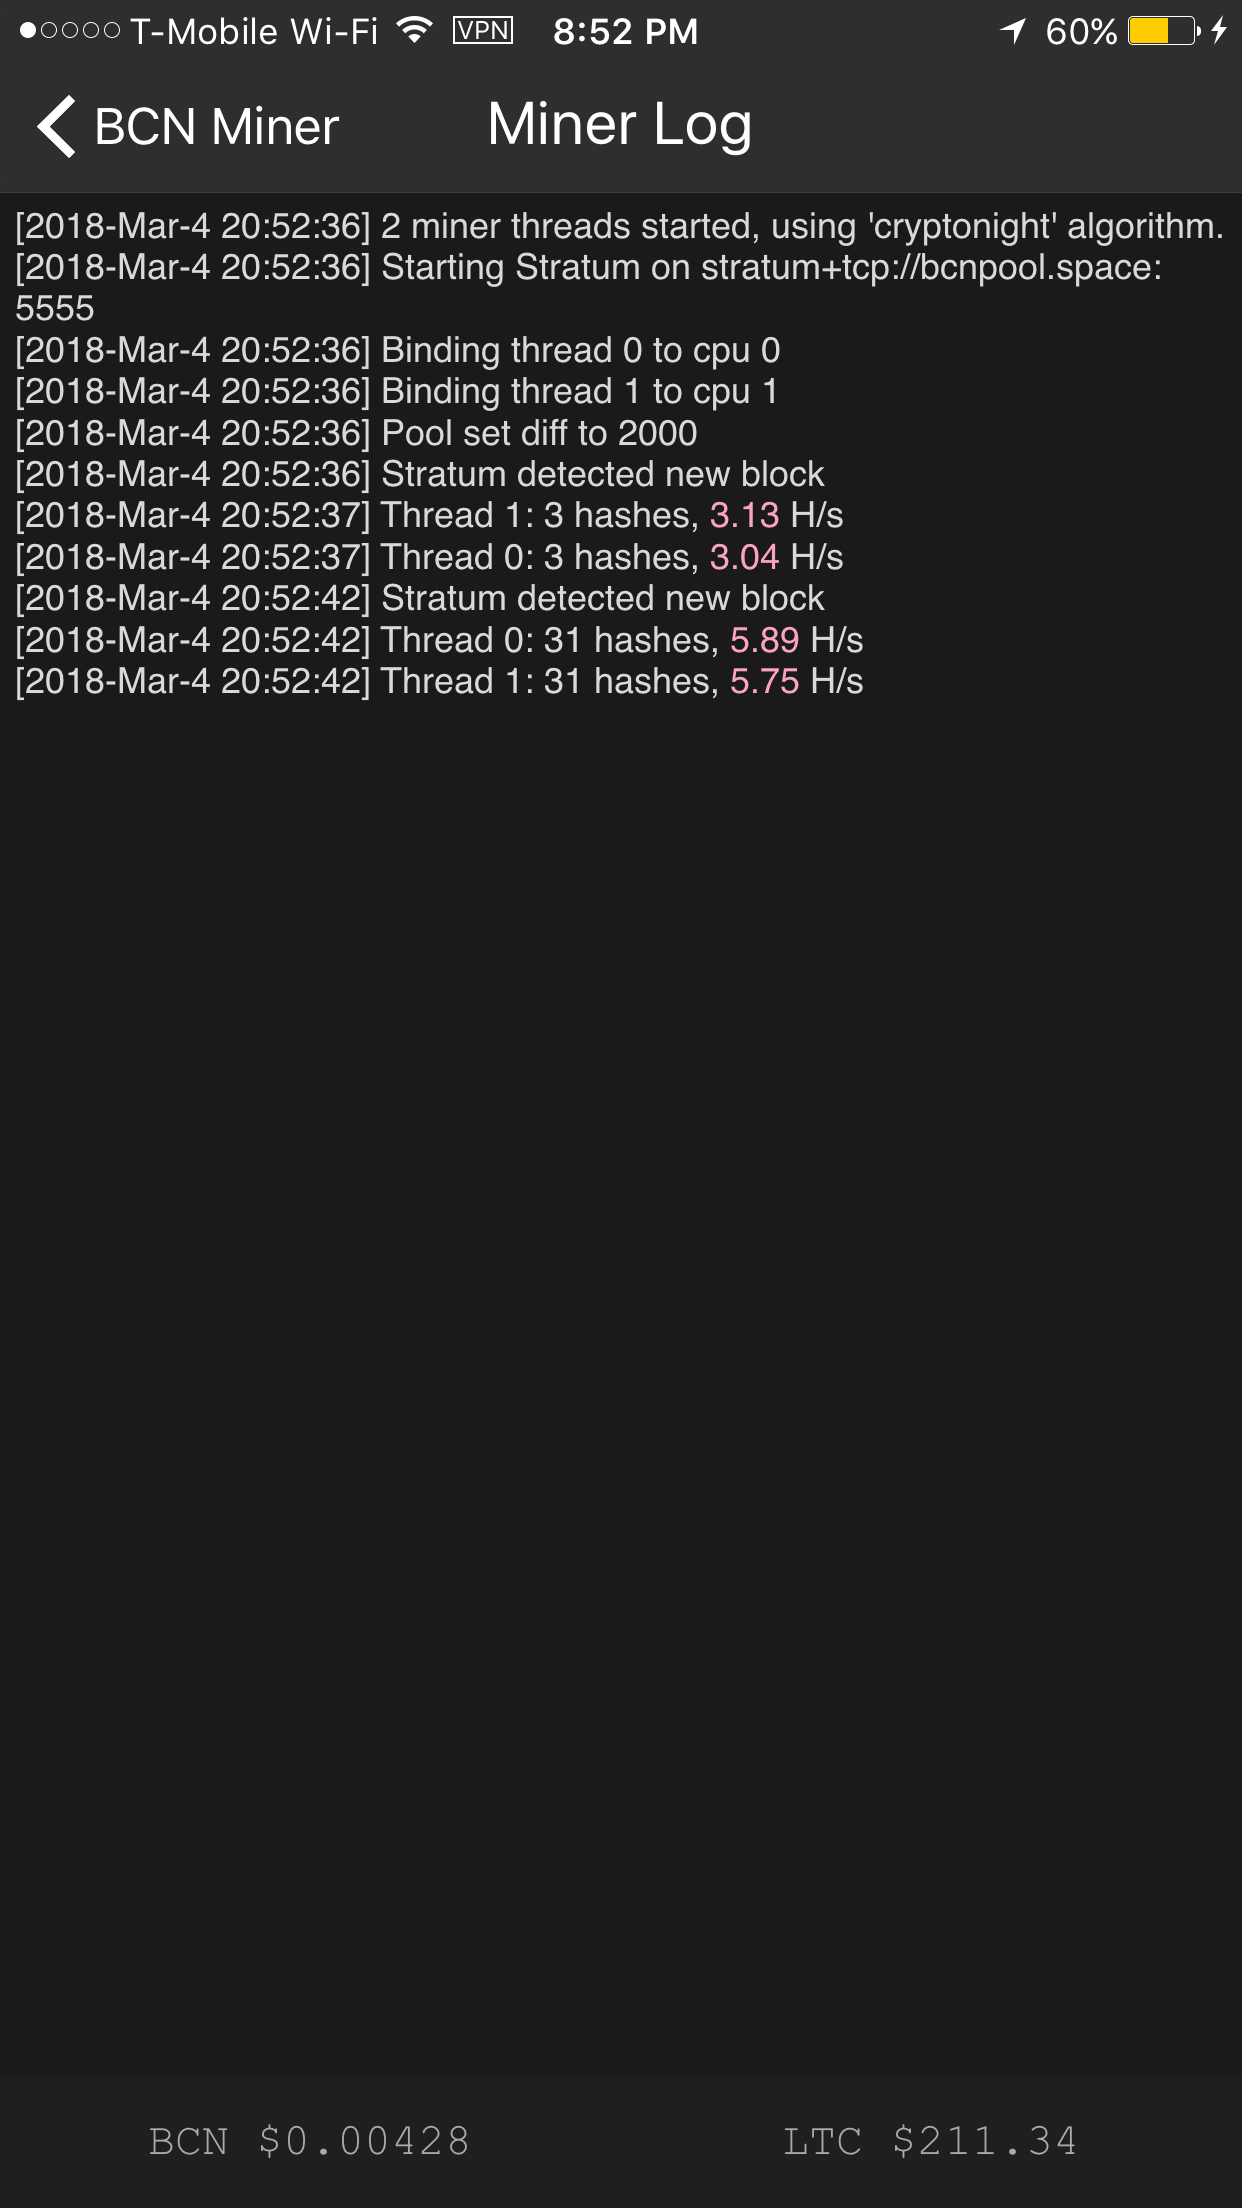 T-Mobile Wi-Fi VPN 8:52 PM 60%
BCN Miner Miner Log
[2018-Mar-4 20:52:36] 2 miner threads started, using 'cryptonight' algorithm.
[2018-Mar-4 20:52:36] Starting Stratum on stratum+tcp://bcnpool.space:
5555
[2018-Mar-4 20:52:36] Binding thread 0 to cpu 0
[2018-Mar-4 20:52:36] Binding thread 1 to cpu 1
[2018-Mar-4 20:52:36] Pool set diff to 2000
[2018-Mar-4 20:52:36] Stratum detected new block
[2018-Mar-4 20:52:37] Thread 1: 3 hashes, 3.13 H/s
[2018-Mar-4 20:52:37] Thread 0: 3 hashes, 3.04 H/s
[2018-Mar-4 20:52:42] Stratum detected new block
[2018-Mar-4 20:52:42] Thread 0: 31 hashes, 5.89 H/s
[2018-Mar-4 20:52:42] Thread 1: 31 hashes, 5.75 H/s
BCN $0.00428 LTC $211.34